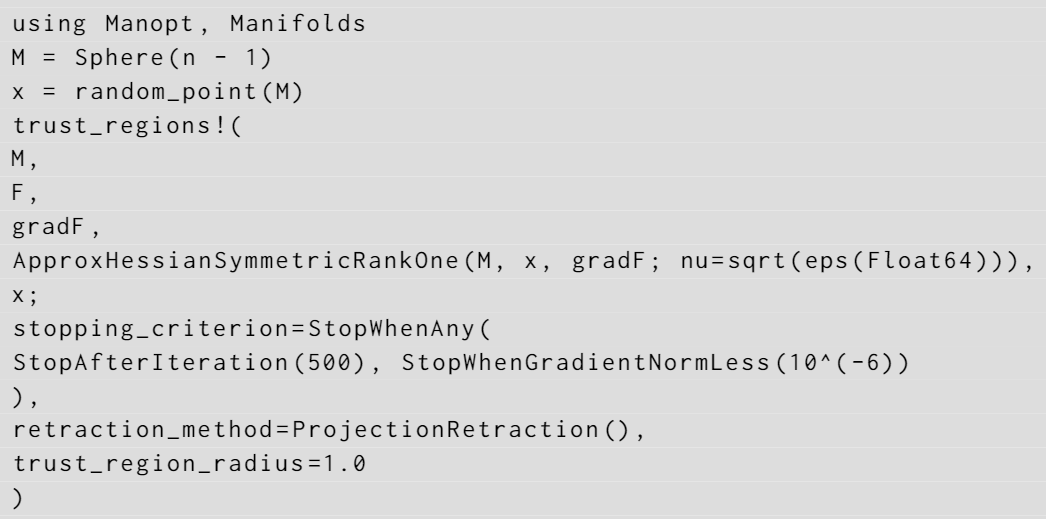 using Manopt, Manifolds
M = Sphere(n - 1)
x = random_point(M)
trust_regions!(
M,
F,
gradF,
ApproxHessianSymmetricRankOne(M, x, gradF; nu=sqrt(eps(Float64))),
x;
stopping_criterion=StopWhenAny(
StopAfterIteration(500), StopWhenGradientNormLess(10^(-6))
),
retraction_method=ProjectionRetraction(),
trust_region_radius=1.0
)